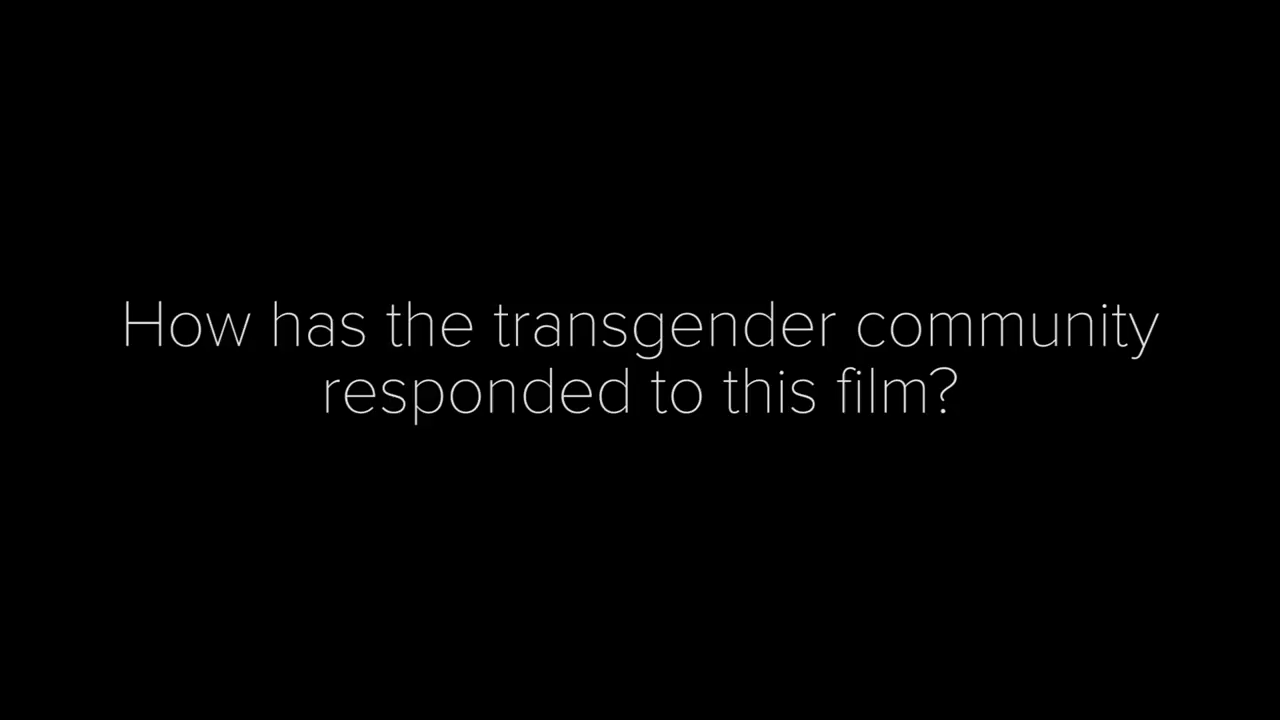 How has the transgender community
responded to this film?